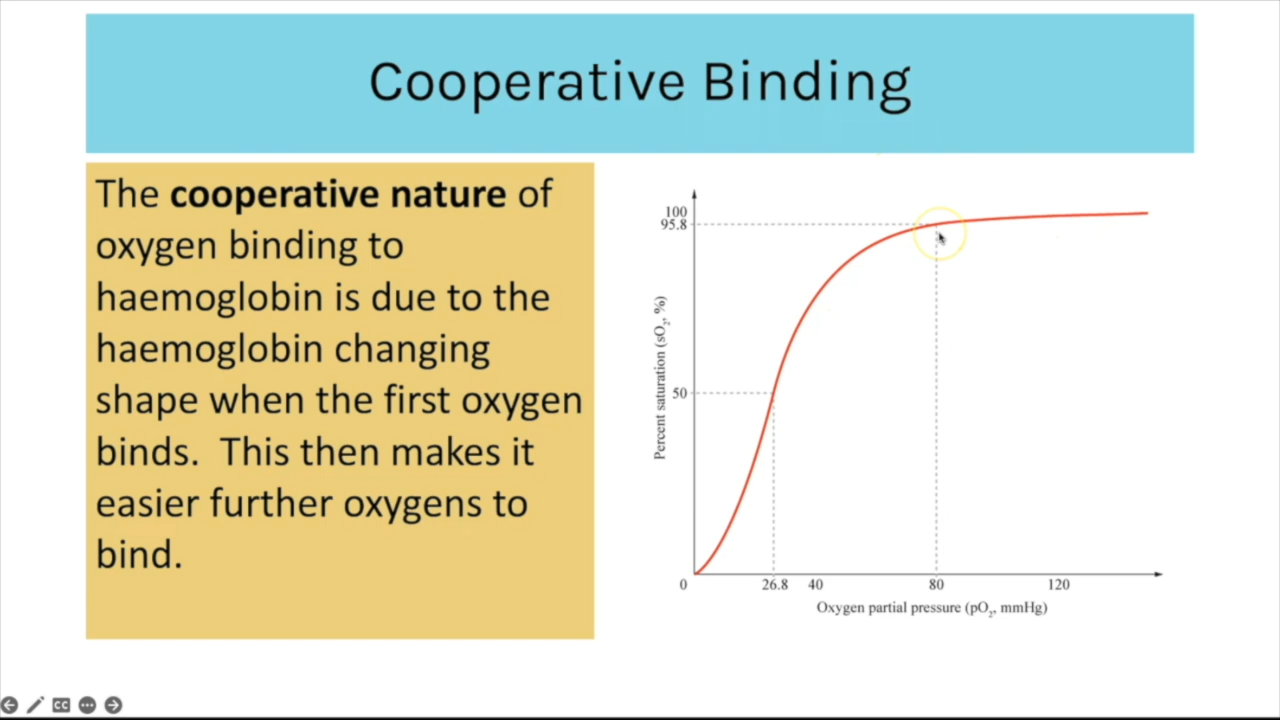 Cooperative Binding
The cooperative nature of
oxygen binding to
haemoglobin is due to the
haemoglobin changing
shape when the first oxygen
binds.  This then makes it
easier further oxygens to
bind.
100
95.8
50
Percent saturation (sO₂, %)
0 26.8 40 80 120
Oxygen partial pressure (pO₂, mmHg)
CC